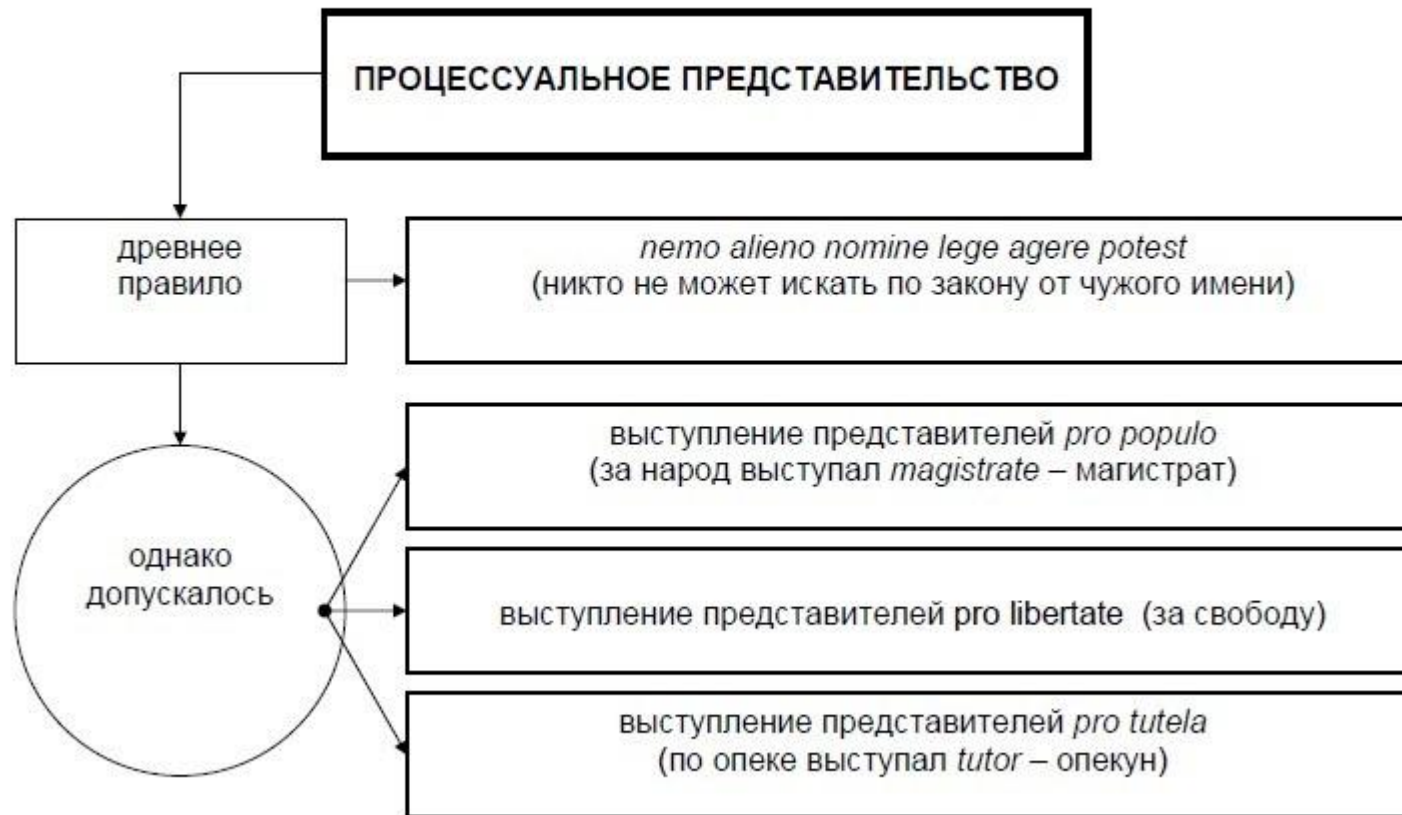 ПРОЦЕССУАЛЬНОЕ ПРЕДСТАВИТЕЛЬСТВО
древнее
правило
nemo alieno nomine lege agere potest
(никто не может искать по закону от чужого имени)
однако
допускалось
выступление представителей pro populo
(за народ выступал magistrate – магистрат)
выступление представителей pro libertate (за свободу)
выступление представителей pro tutela
(по опеке выступал tutor – опекун)